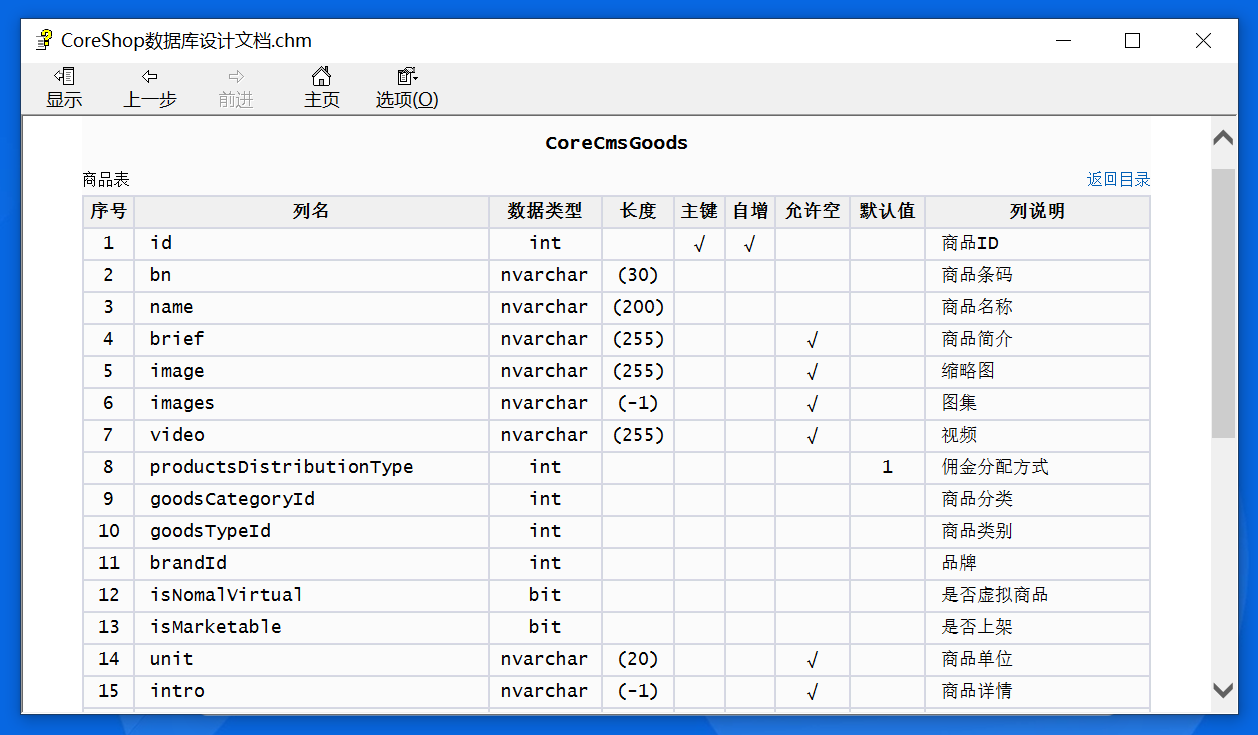 CoreShop数据库设计文档.chm
显示 上一步 前进 主页 选项(O)
CoreCmsGoods
商品表 返回目录
序号 列名 数据类型 长度 主键 自增 允许空 默认值 列说明
1 id int √ √ 商品ID
2 bn nvarchar (30) 商品条码
3 name nvarchar (200) 商品名称
4 brief nvarchar (255) √ 商品简介
5 image nvarchar (255) √ 缩略图
6 images nvarchar (-1) √ 图集
7 video nvarchar (255) √ 视频
8 productsDistributionType int 1 佣金分配方式
9 goodsCategoryId int 商品分类
10 goodsTypeId int 商品类别
11 brandId int 品牌
12 isNomalVirtual bit 是否虚拟商品
13 isMarketable bit 是否上架
14 unit nvarchar (20) √ 商品单位
15 intro nvarchar (-1) √ 商品详情